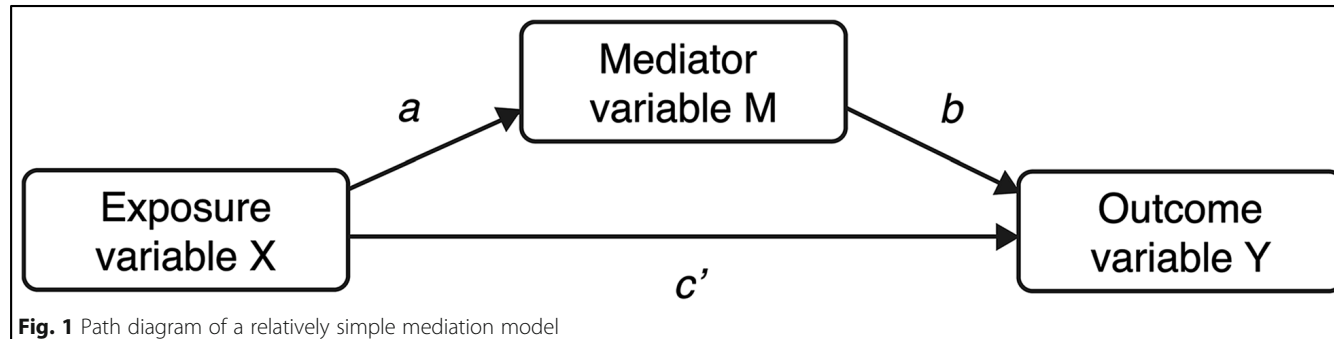 Mediator
variable M
a
b
Exposure
variable X
Outcome
variable Y
c’
Fig. 1 Path diagram of a relatively simple mediation model